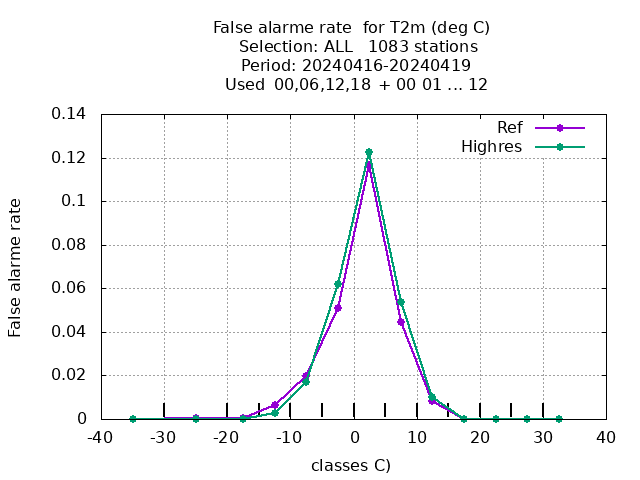 False alarme rate  for T2m (deg C)
Selection: ALL   1083 stations
Period: 20240416-20240419
Used  00,06,12,18  + 00 01 ... 12
Ref
Highres
False alarme rate
0.14
0.12
0.1
0.08
0.06
0.04
0.02
0
-40 -30 -20 -10 0 10 20 30 40
classes C)